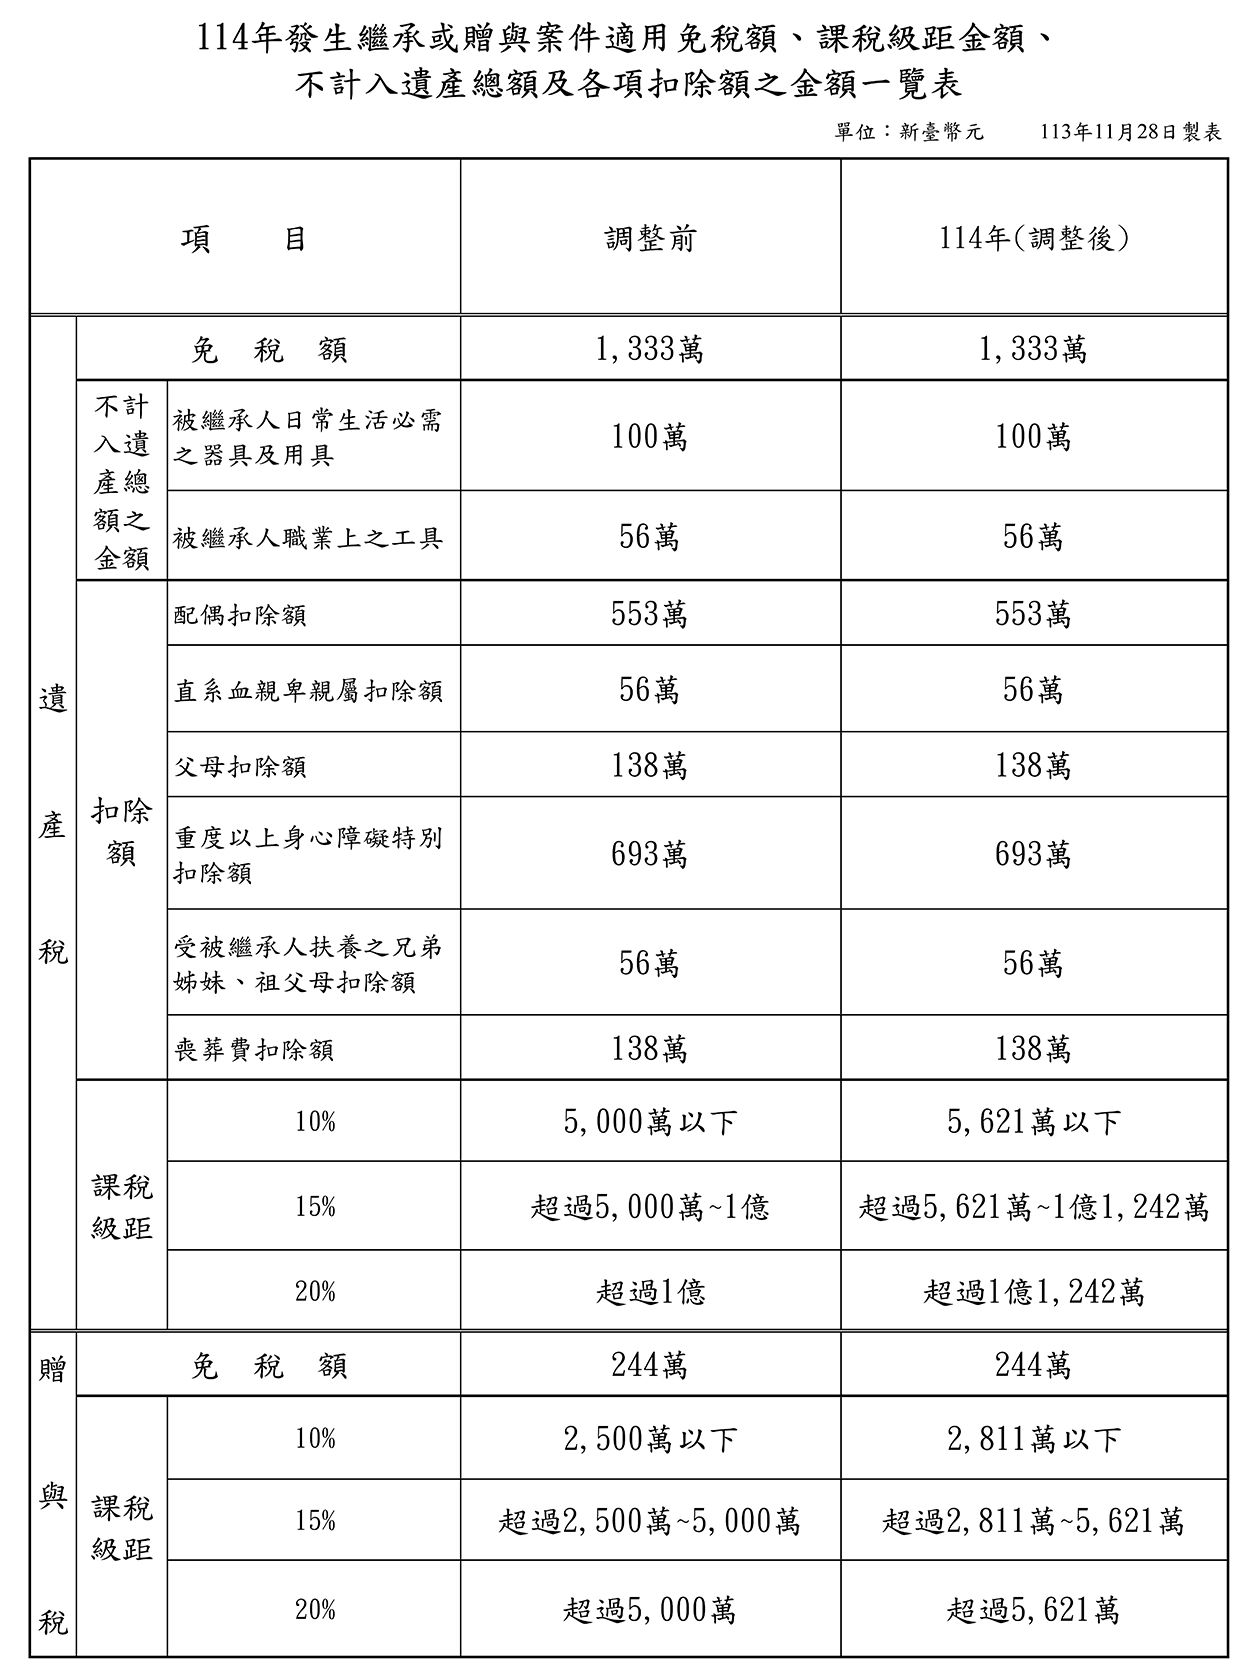 114年發生繼承或贈與案件適用免稅額、課稅級距金額、
不計入遺產總額及各項扣除額之金額一覽表
單位：新臺幣元 113年11月28日製表
項 目 調整前 114年(調整後)
遺產稅
免 稅 額 1,333萬 1,333萬
不計
入遺
產總
額之
金額
被繼承人日常生活必需
之器具及用具 100萬 100萬
被繼承人職業上之工具 56萬 56萬
扣除
額
配偶扣除額 553萬 553萬
直系血親卑親屬扣除額 56萬 56萬
父母扣除額 138萬 138萬
重度以上身心障礙特別
扣除額 693萬 693萬
受被繼承人扶養之兄弟
姊妹、祖父母扣除額 56萬 56萬
喪葬費扣除額 138萬 138萬
課稅
級距
10% 5,000萬以下 5,621萬以下
15% 超過5,000萬~1億 超過5,621萬~1億1,242萬
20% 超過1億 超過1億1,242萬
贈與稅
免 稅 額 244萬 244萬
課稅
級距
10% 2,500萬以下 2,811萬以下
15% 超過2,500萬~5,000萬 超過2,811萬~5,621萬
20% 超過5,000萬 超過5,621萬